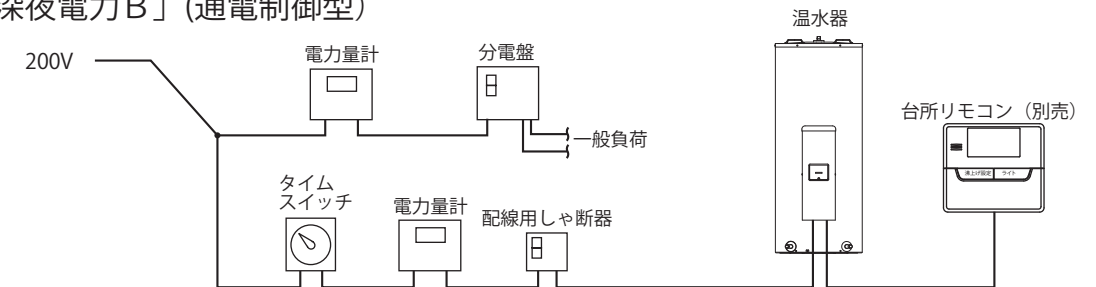 深夜電力B」(通電制御型)
温水器
200V
電力量計
分電盤
台所リモコン(別売)
一般負荷
タイム
スイッチ
電力量計
配線用しゃ断器
沸上げ設定
ライト